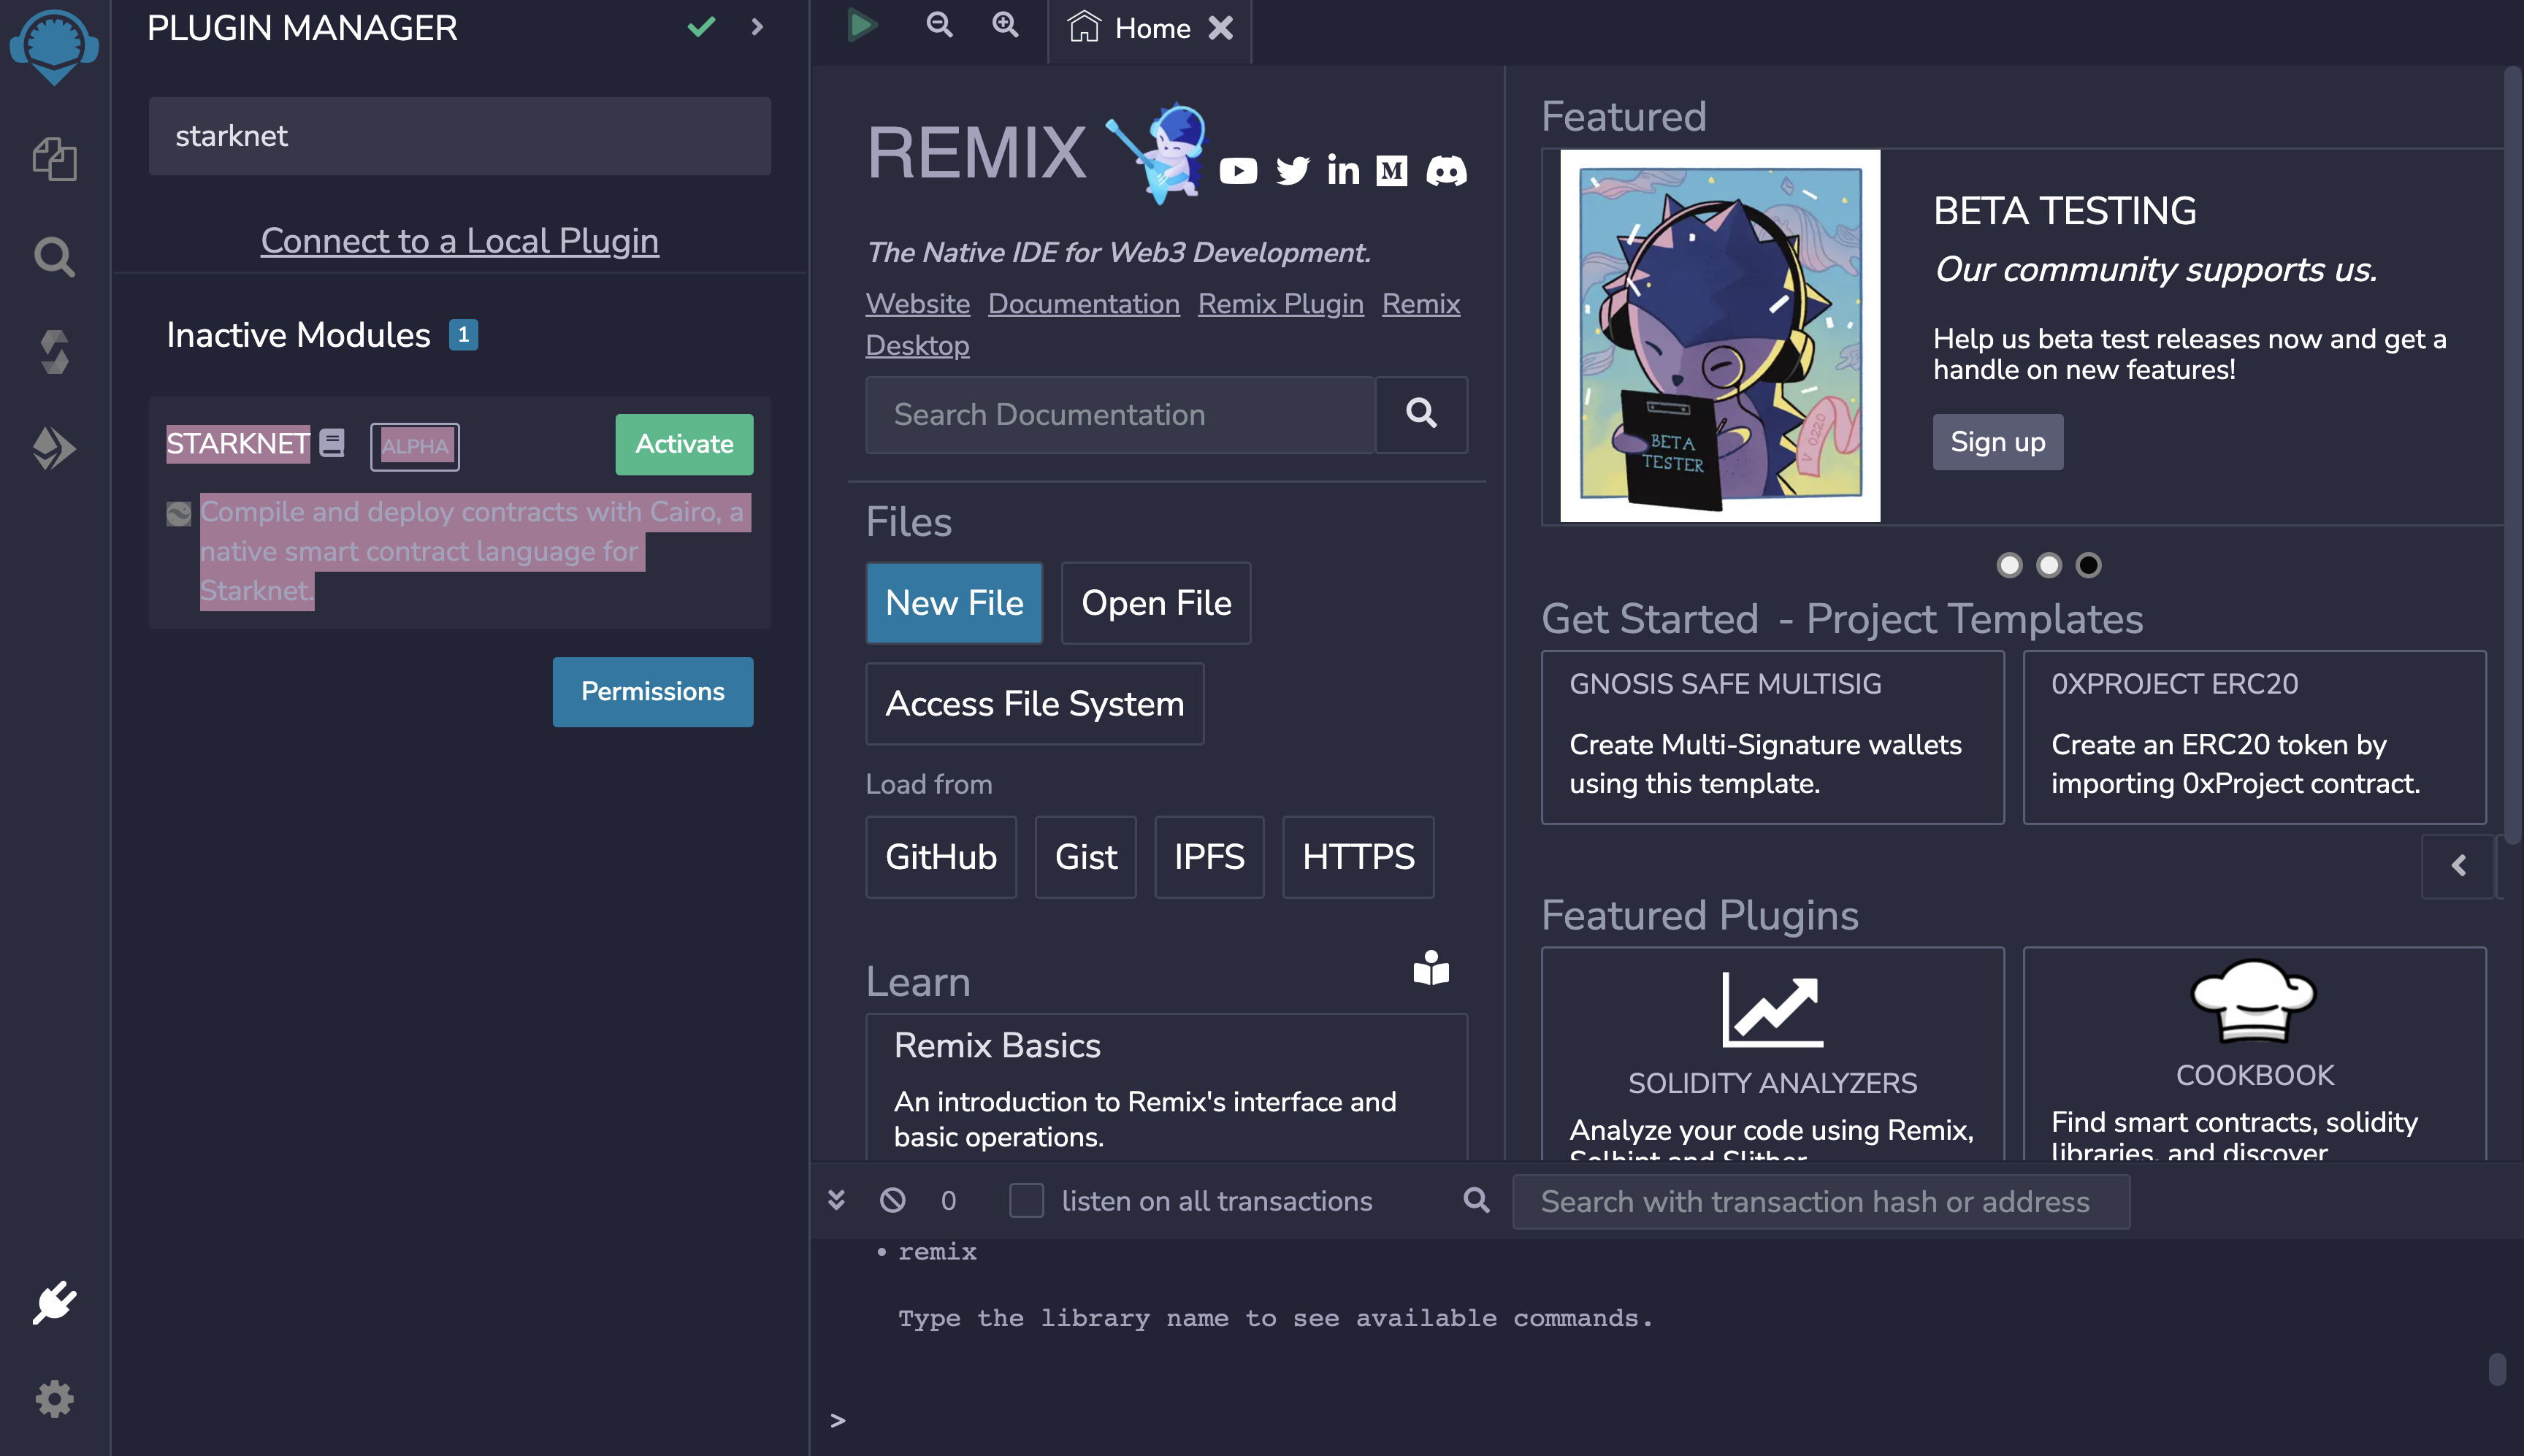 PLUGIN MANAGER
starknet
Connect to a Local Plugin
Inactive Modules 1
STARKNET ALPHA Activate
Compile and deploy contracts with Cairo, a
native smart contract language for
Starknet.
Permissions
Home
REMIX
The Native IDE for Web3 Development.
Website Documentation Remix Plugin Remix
Desktop
Search Documentation
Files
New File Open File
Access File System
Load from
GitHub Gist IPFS HTTPS
Learn
Remix Basics
An introduction to Remix's interface and
basic operations.
Featured
BETA
TESTER
V 0.22.0
BETA TESTING
Our community supports us.
Help us beta test releases now and get a
handle on new features!
Sign up
Get Started - Project Templates
GNOSIS SAFE MULTISIG
Create Multi-Signature wallets
using this template.
0XPROJECT ERC20
Create an ERC20 token by
importing 0xProject contract.
Featured Plugins
SOLIDITY ANALYZERS
Analyze your code using Remix,
Solhint and Slither
COOKBOOK
Find smart contracts, solidity
libraries, and discover
0 listen on all transactions Search with transaction hash or address
• remix
Type the library name to see available commands.
>